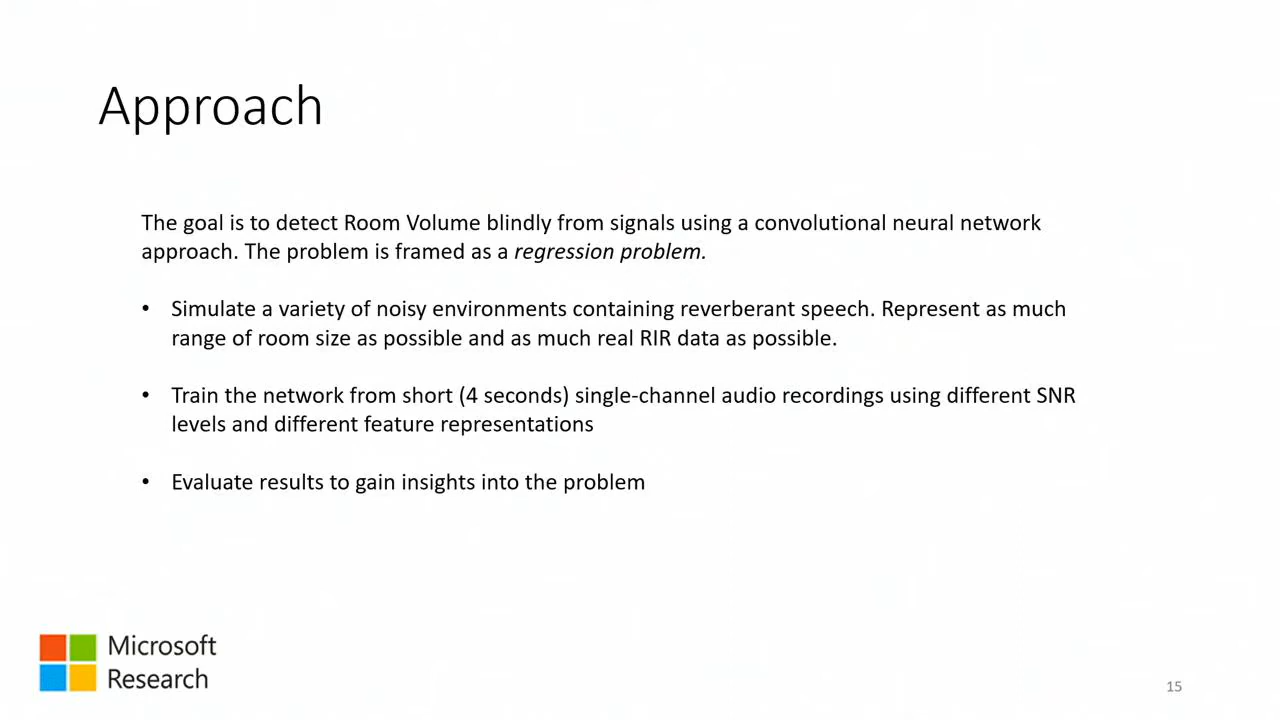 Approach
The goal is to detect Room Volume blindly from signals using a convolutional neural network
approach. The problem is framed as a regression problem.
• Simulate a variety of noisy environments containing reverberant speech. Represent as much
range of room size as possible and as much real RIR data as possible.
• Train the network from short (4 seconds) single-channel audio recordings using different SNR
levels and different feature representations
• Evaluate results to gain insights into the problem
Microsoft
Research
15